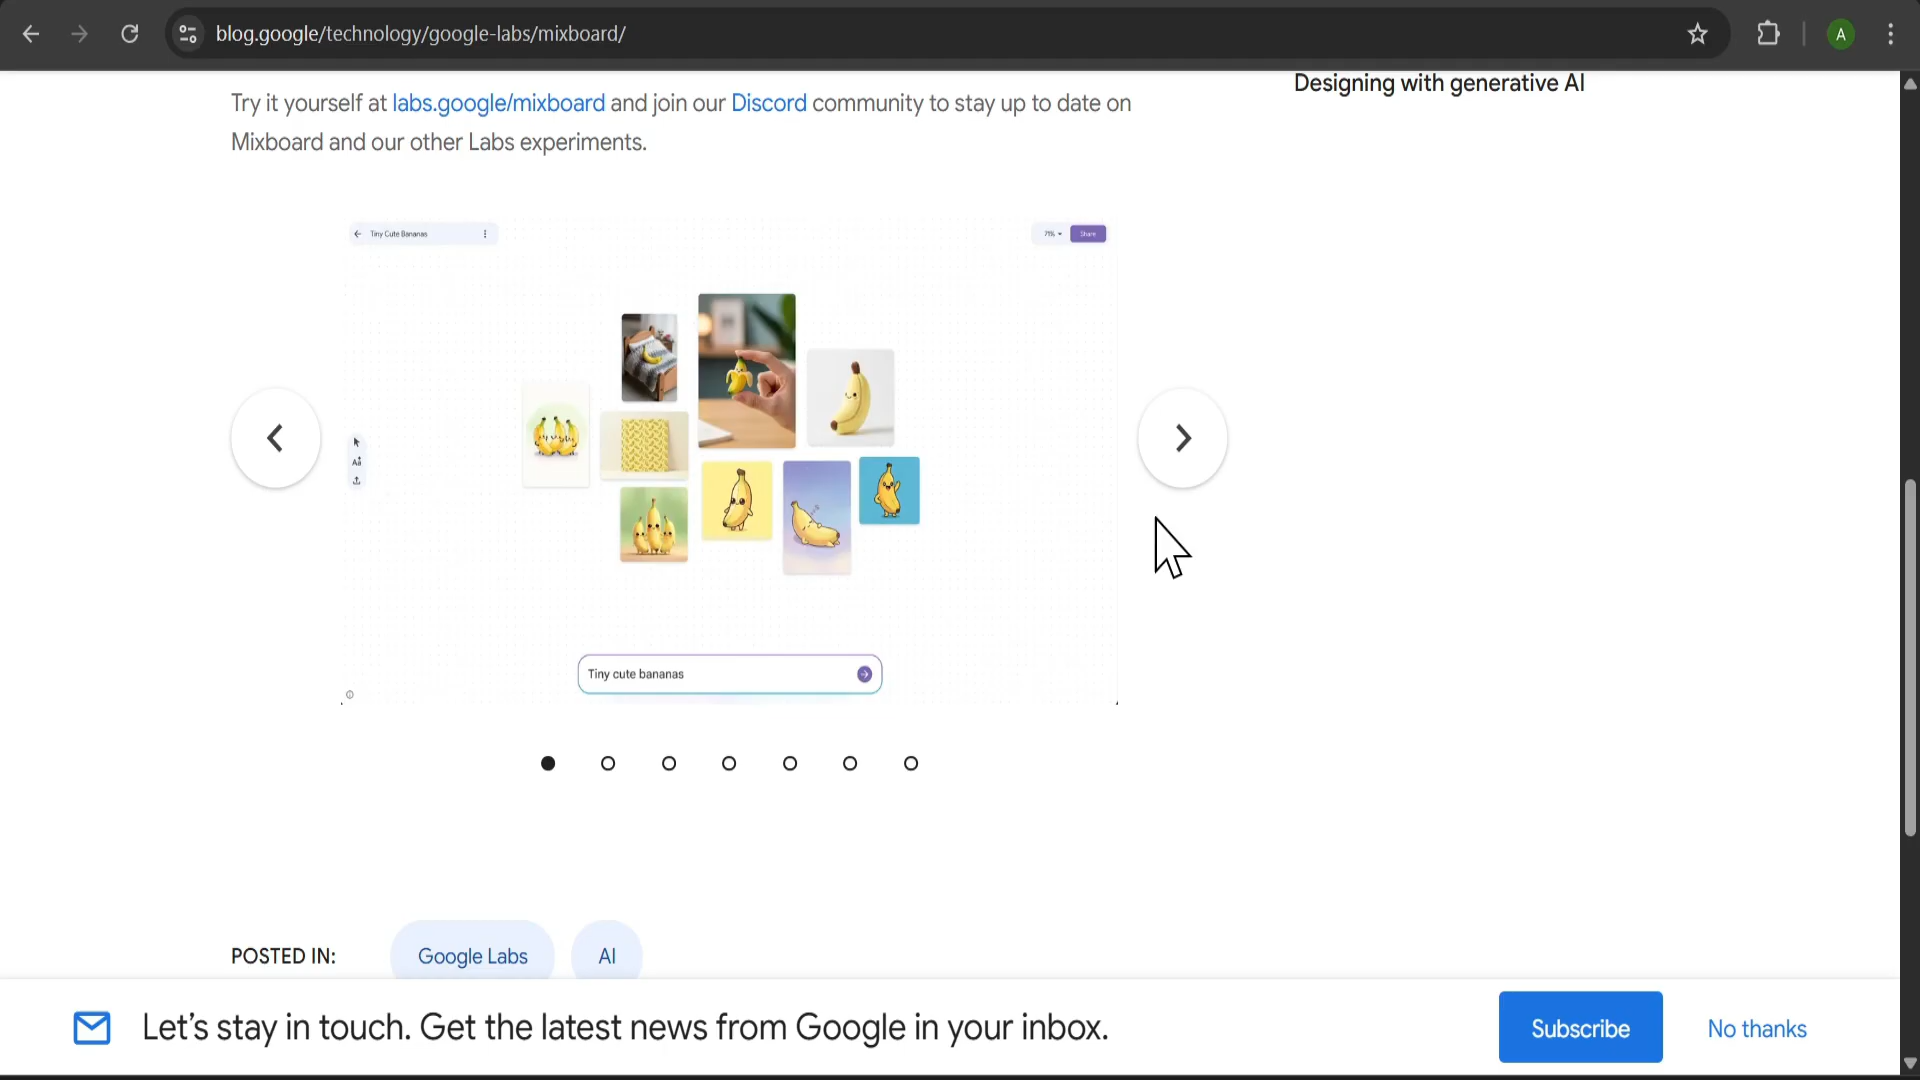 blog.google/technology/google-labs/mixboard/
A
Designing with generative AI
Try it yourself at labs.google/mixboard and join our Discord community to stay up to date on
Mixboard and our other Labs experiments.
Tiny Cute Bananas
71%
Share
Aa
Tiny cute bananas
POSTED IN:
Google Labs
AI
Let's stay in touch. Get the latest news from Google in your inbox.
Subscribe
No thanks